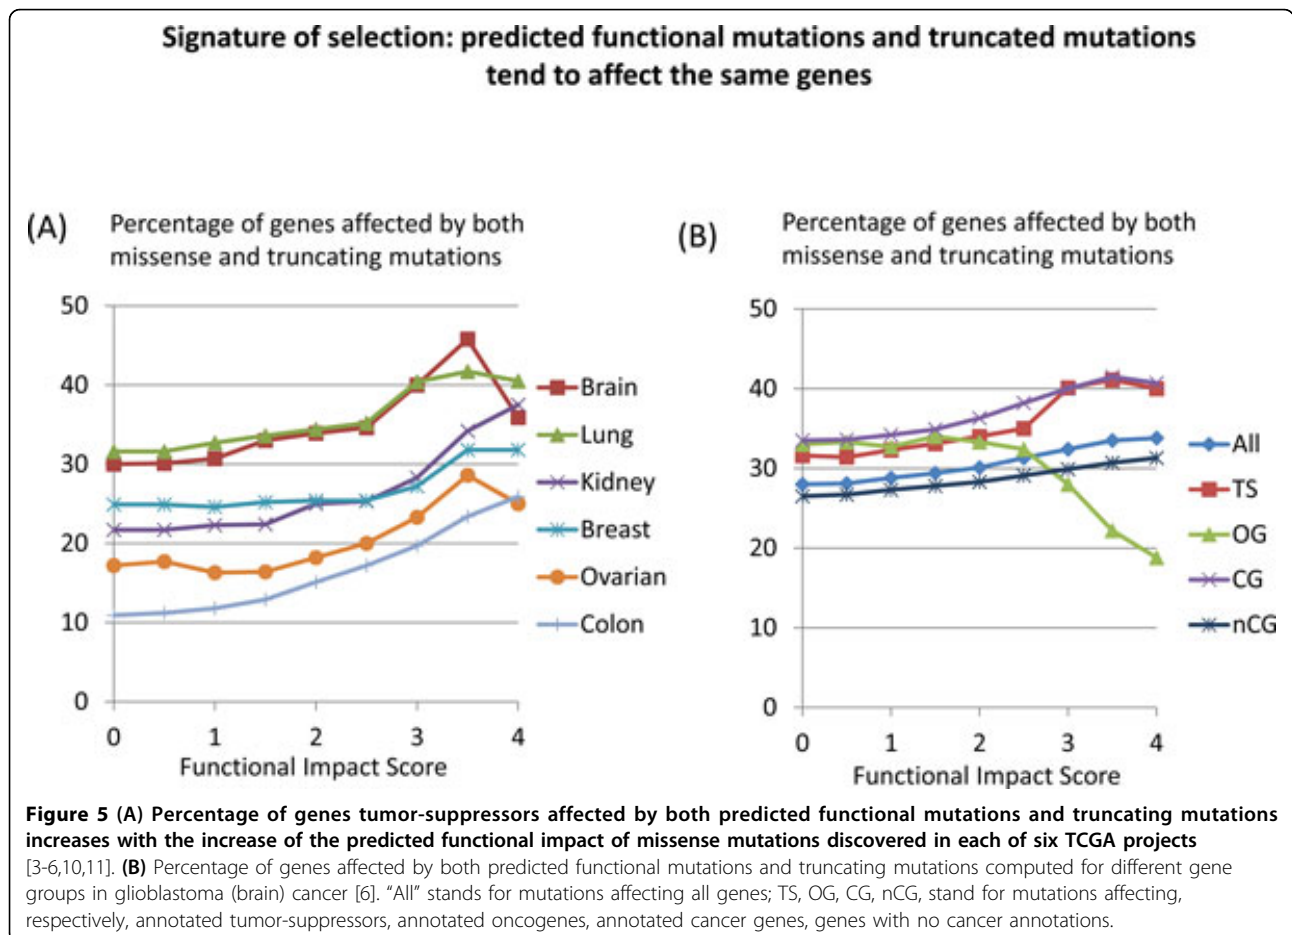 Signature of selection: predicted functional mutations and truncated mutations
tend to affect the same genes
(A)
Percentage of genes affected by both
missense and truncating mutations
50
40
30
20
10
0
0
1
2
3
4
Functional Impact Score
Brain
Lung
Kidney
Breast
Ovarian
Colon
(B)
Percentage of genes affected by both
missense and truncating mutations
50
40
30
20
10
0
0
1
2
3
4
Functional Impact Score
All
TS
OG
CG
nCG
Figure 5 (A) Percentage of genes tumor-suppressors affected by both predicted functional mutations and truncating mutations
increases with the increase of the predicted functional impact of missense mutations discovered in each of six TCGA projects
[3-6,10,11]. (B) Percentage of genes affected by both predicted functional mutations and truncating mutations computed for different gene
groups in glioblastoma (brain) cancer [6]. “All” stands for mutations affecting all genes; TS, OG, CG, nCG, stand for mutations affecting,
respectively, annotated tumor-suppressors, annotated oncogenes, annotated cancer genes, genes with no cancer annotations.